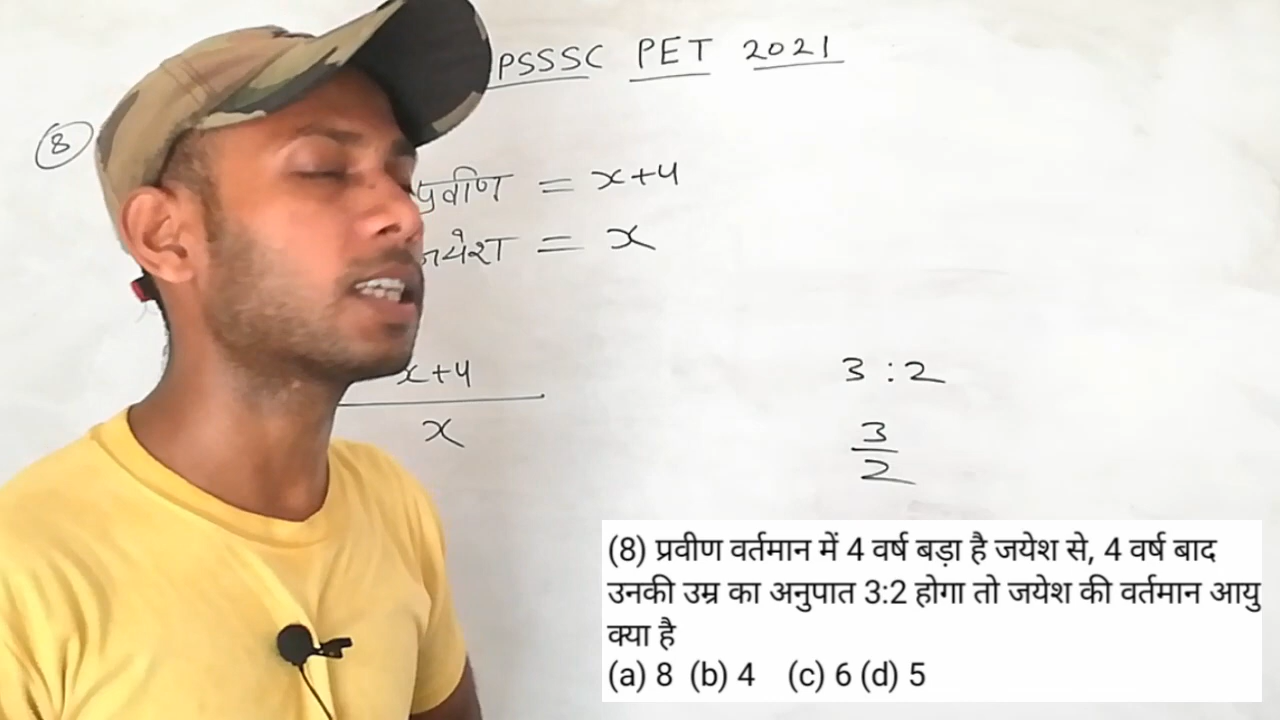 PSSSC PET 2021
8
प्रवीण = x+4
जयेश = x
x+4
x
3:2
3
2
(8) प्रवीण वर्तमान में 4 वर्ष बड़ा है जयेश से, 4 वर्ष बाद
उनकी उम्र का अनुपात 3:2 होगा तो जयेश की वर्तमान आयु
क्या है
(a) 8 (b) 4 (c) 6 (d) 5